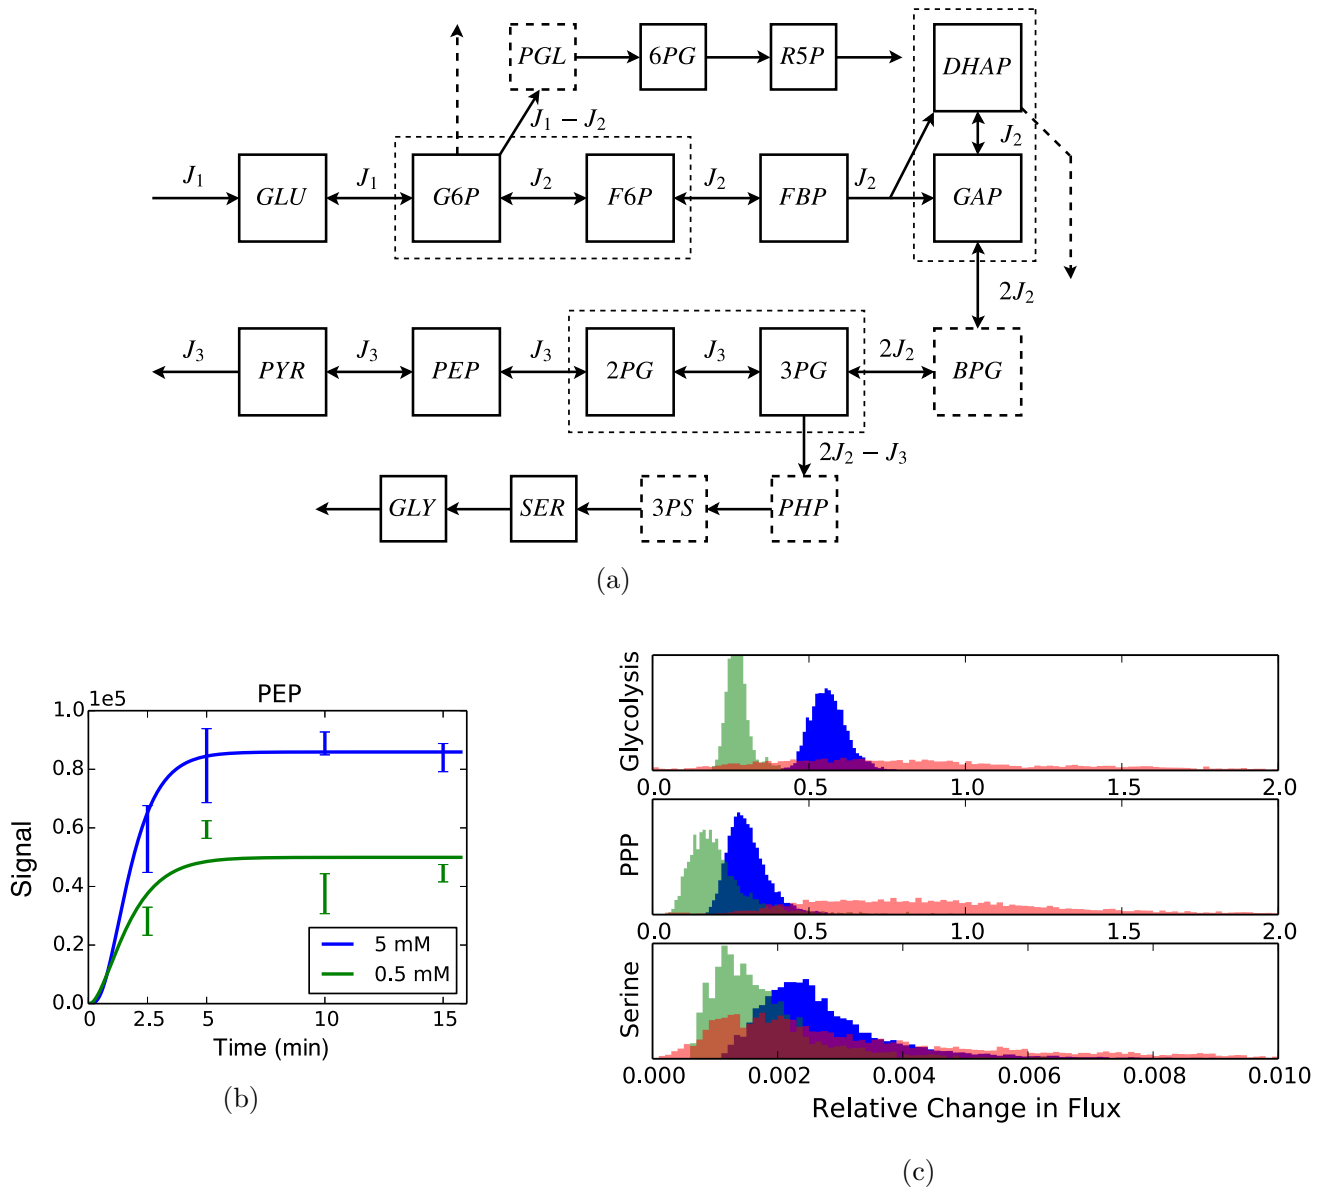 PGL 6PG R5P DHAP
J₁ − J₂ J₂
J₁ J₁ J₂ J₂ J₂
GLU G6P F6P FBP GAP
2J₂
J₃ J₃ J₃ J₃ 2J₂
PYR PEP 2PG 3PG BPG
2J₂ − J₃
GLY SER 3PS PHP
(a)
PEP
1e5
1.0
0.8
0.6
0.4
0.2
0.0
Signal
5 mM
0.5 mM
0 2.5 5 10 15
Time (min)
(b)
Glycolysis
0.0 0.5 1.0 1.5 2.0
PPP
0.0 0.5 1.0 1.5 2.0
Serine
0.000 0.002 0.004 0.006 0.008 0.010
Relative Change in Flux
(c)